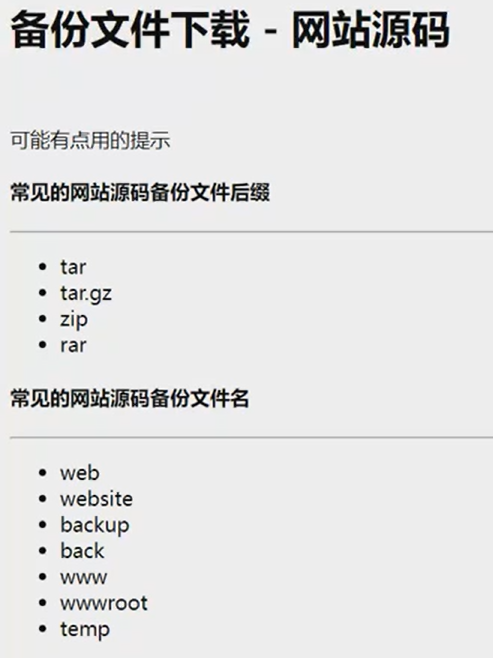 备份文件下载 - 网站源码
可能有点用的提示
常见的网站源码备份文件后缀
tar
tar.gz
zip
rar
常见的网站源码备份文件名
web
website
backup
back
www
wwwroot
temp